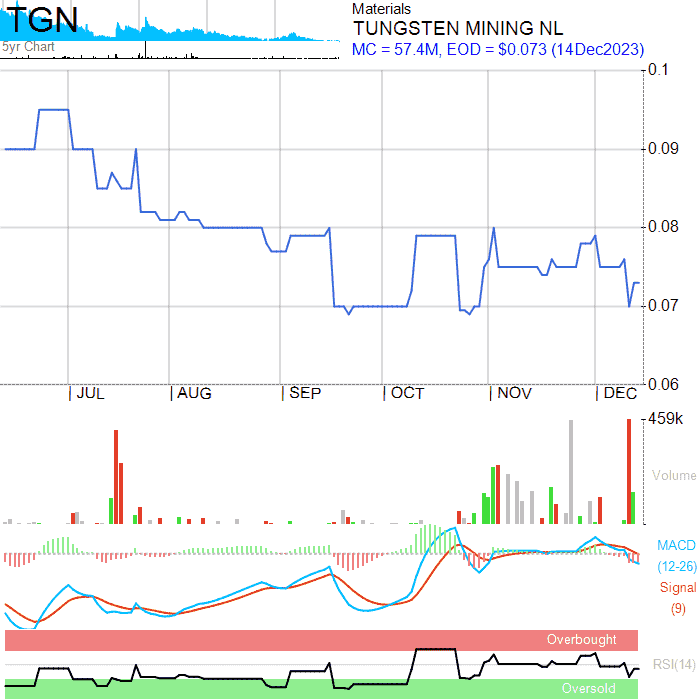 TGN
5yr Chart
Materials
TUNGSTEN MINING NL
MC = 57.4M, EOD = $0.073 (14Dec2023)
0.1
0.09
0.08
0.07
0.06
JUL AUG SEP OCT NOV DEC
459k
Volume
MACD
(12-26)
Signal
(9)
Overbought
RSI(14)
Oversold